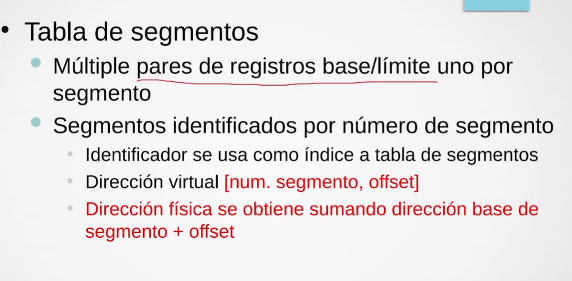 • Tabla de segmentos
• Múltiple pares de registros base/límite uno por
segmento
• Segmentos identificados por número de segmento
• Identificador se usa como índice a tabla de segmentos
• Dirección virtual [num. segmento, offset]
• Dirección física se obtiene sumando dirección base de
segmento + offset